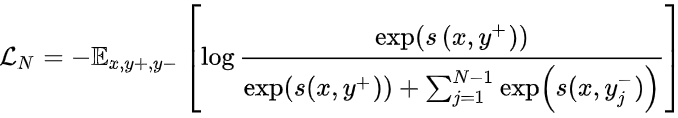 \mathcal{L}_N = -\mathbb{E}_{x,y+,y-} \left[ \log \frac{\exp(s\,(x, y^+))}{\exp(s(x, y^+)) + \sum_{j=1}^{N-1} \exp\left(s(x, y_j^-)\right)} \right]